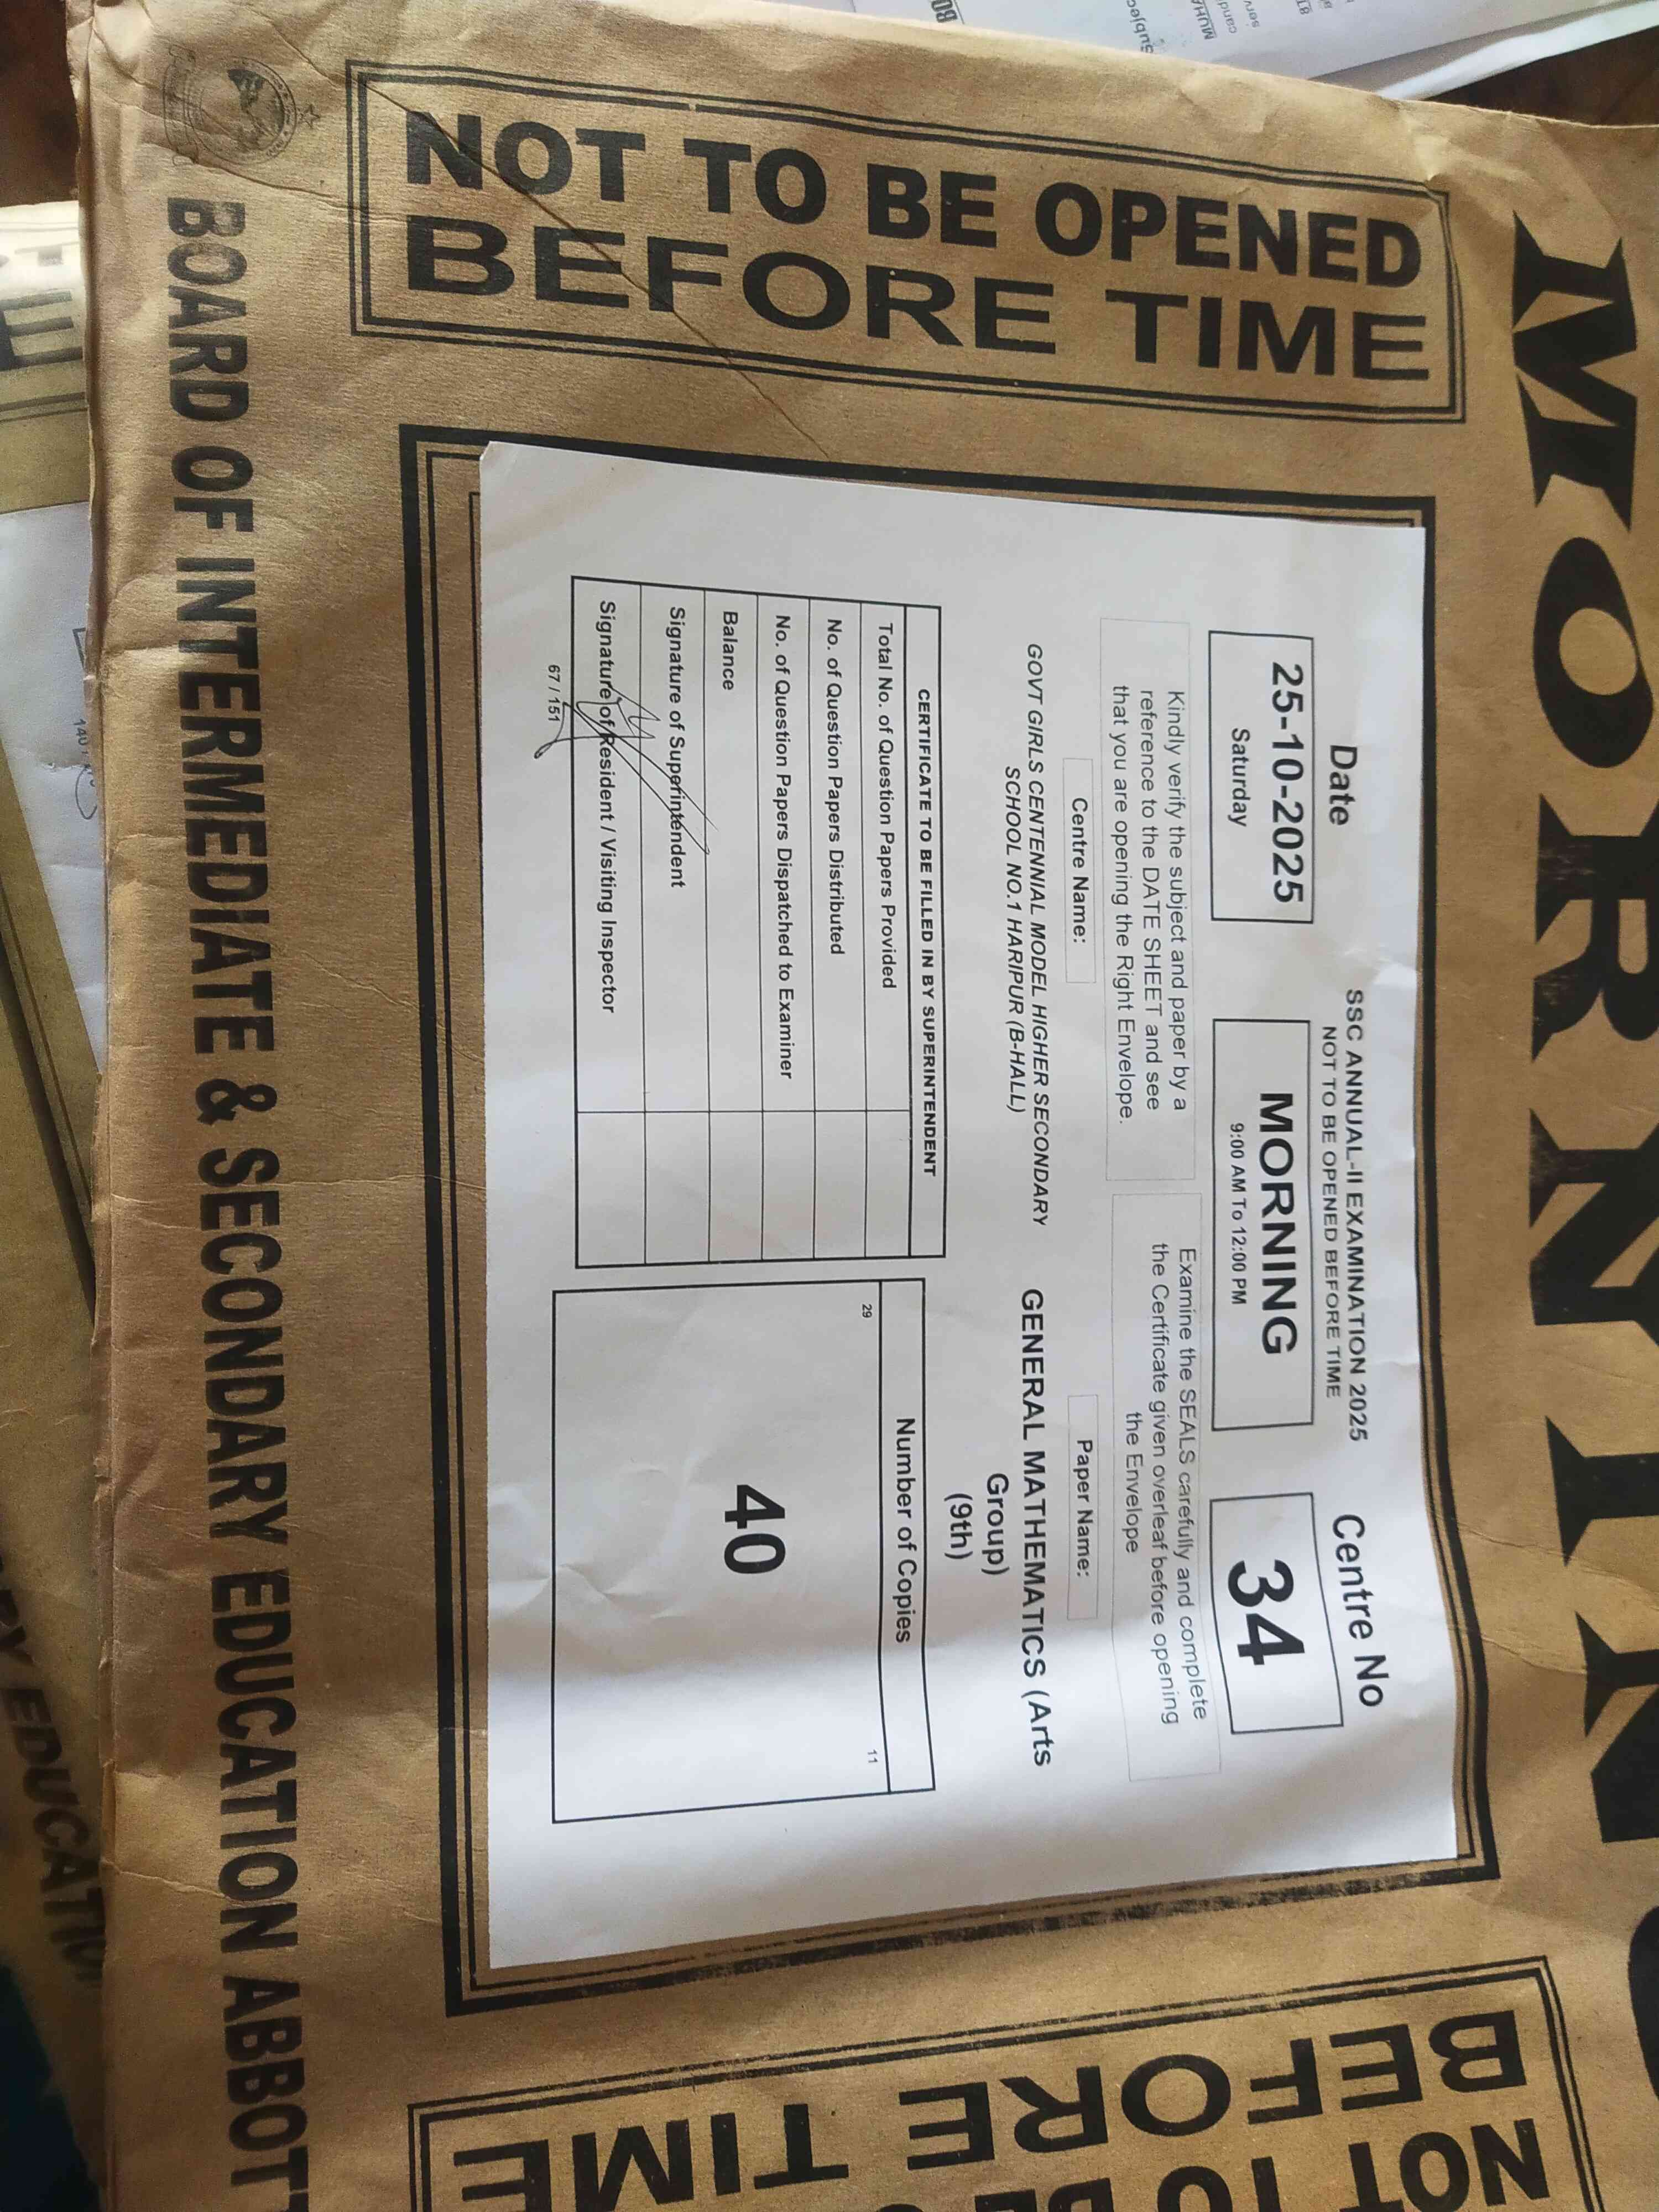 MORNING
NOT TO BE OPENED
BEFORE TIME
Date
25-10-2025
Saturday
SSC ANNUAL-II EXAMINATION 2025
NOT TO BE OPENED BEFORE TIME
MORNING
9:00 AM To 12:00 PM
Centre No
34
Kindly verify the subject and paper by a
reference to the DATE SHEET and see
that you are opening the Right Envelope.
Examine the SEALS carefully and complete
the Certificate given overleaf before opening
the Envelope
Centre Name:
GOVT GIRLS CENTENNIAL MODEL HIGHER SECONDARY
SCHOOL NO.1 HARIPUR (B-HALL)
Paper Name:
GENERAL MATHEMATICS (Arts
Group)
(9th)
CERTIFICATE TO BE FILLED IN BY SUPERINTENDENT
Total No. of Question Papers Provided
No. of Question Papers Distributed
No. of Question Papers Dispatched to Examiner
Balance
Signature of Superintendent
Signature of Resident / Visiting Inspector
67 / 151
Number of Copies
29
11
40
NOT TO BE
BEFORE TIME
BOARD OF INTERMEDIATE & SECONDARY EDUCATION ABBOT
EDUCATIO
Subjec